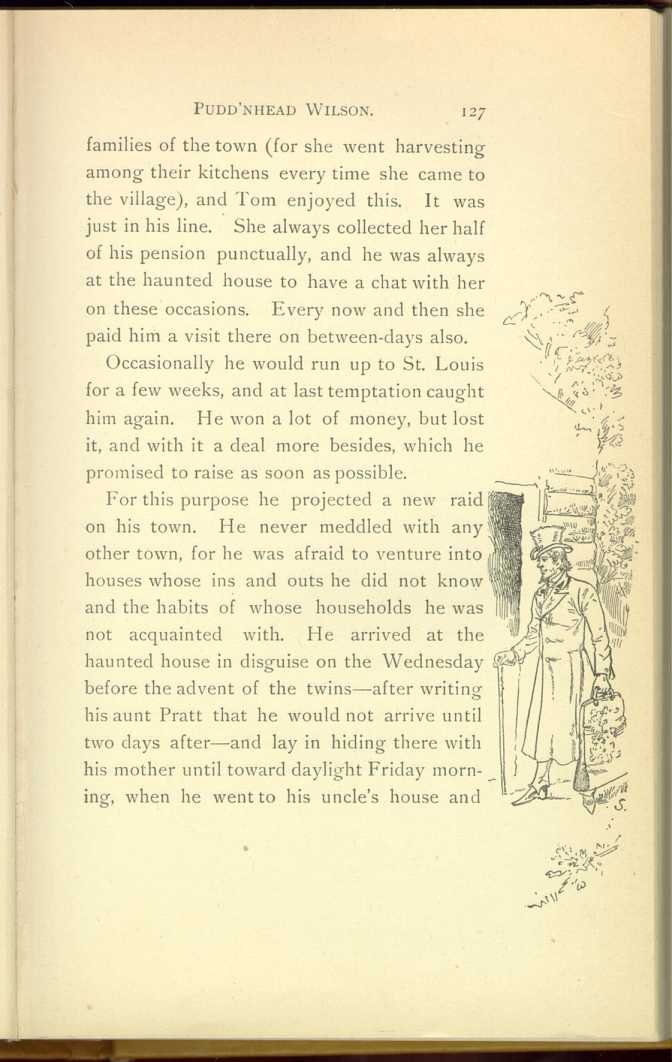 PUDD'NHEAD WILSON. 127
families of the town (for she went harvesting
among their kitchens every time she came to
the village), and Tom enjoyed this. It was
just in his line. She always collected her half
of his pension punctually, and he was always
at the haunted house to have a chat with her
on these occasions. Every now and then she
paid him a visit there on between-days also.
Occasionally he would run up to St. Louis
for a few weeks, and at last temptation caught
him again. He won a lot of money, but lost
it, and with it a deal more besides, which he
promised to raise as soon as possible.
For this purpose he projected a new raid
on his town. He never meddled with any
other town, for he was afraid to venture into
houses whose ins and outs he did not know
and the habits of whose households he was
not acquainted with. He arrived at the
haunted house in disguise on the Wednesday
before the advent of the twins—after writing
his aunt Pratt that he would not arrive until
two days after—and lay in hiding there with
his mother until toward daylight Friday morn-
ing, when he went to his uncle's house and
S.